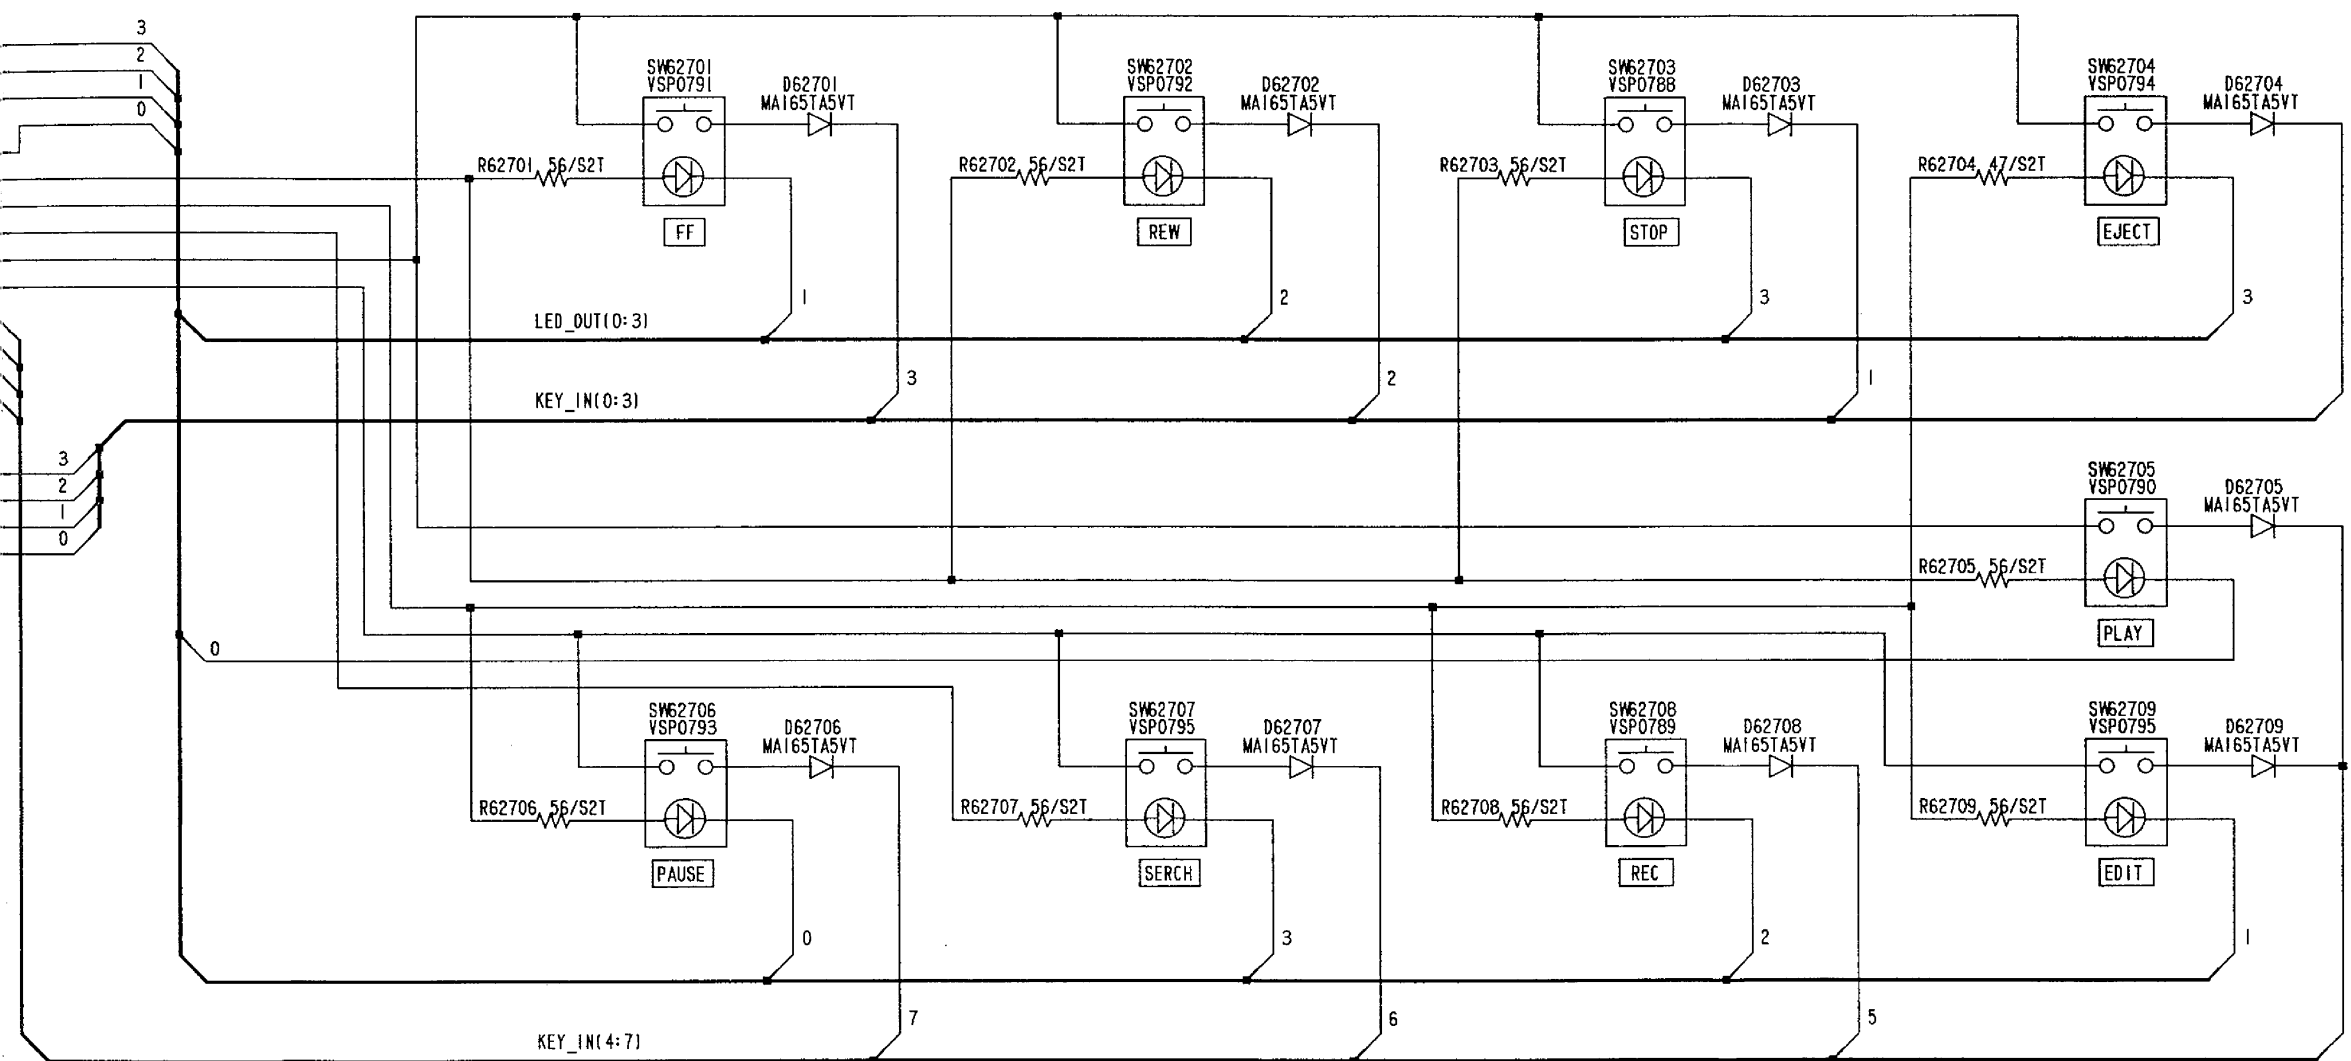 3
2
1
0
SW62701
VSP0791
D62701
MA165TA5VT
R62701 56/S2T
FF
1
3
SW62702
VSP0792
D62702
MA165TA5VT
R62702 56/S2T
REW
2
2
SW62703
VSP0788
D62703
MA165TA5VT
R62703 56/S2T
STOP
3
1
SW62704
VSP0794
D62704
MA165TA5VT
R62704 47/S2T
EJECT
3
LED_OUT(0:3)
KEY_IN(0:3)
3
2
1
0
SW62705
VSP0790
D62705
MA165TA5VT
R62705 56/S2T
PLAY
0
SW62706
VSP0793
D62706
MA165TA5VT
R62706 56/S2T
PAUSE
0
7
SW62707
VSP0795
D62707
MA165TA5VT
R62707 56/S2T
SERCH
3
6
SW62708
VSP0789
D62708
MA165TA5VT
R62708 56/S2T
REC
2
5
SW62709
VSP0795
D62709
MA165TA5VT
R62709 56/S2T
EDIT
1
KEY_IN(4:7)